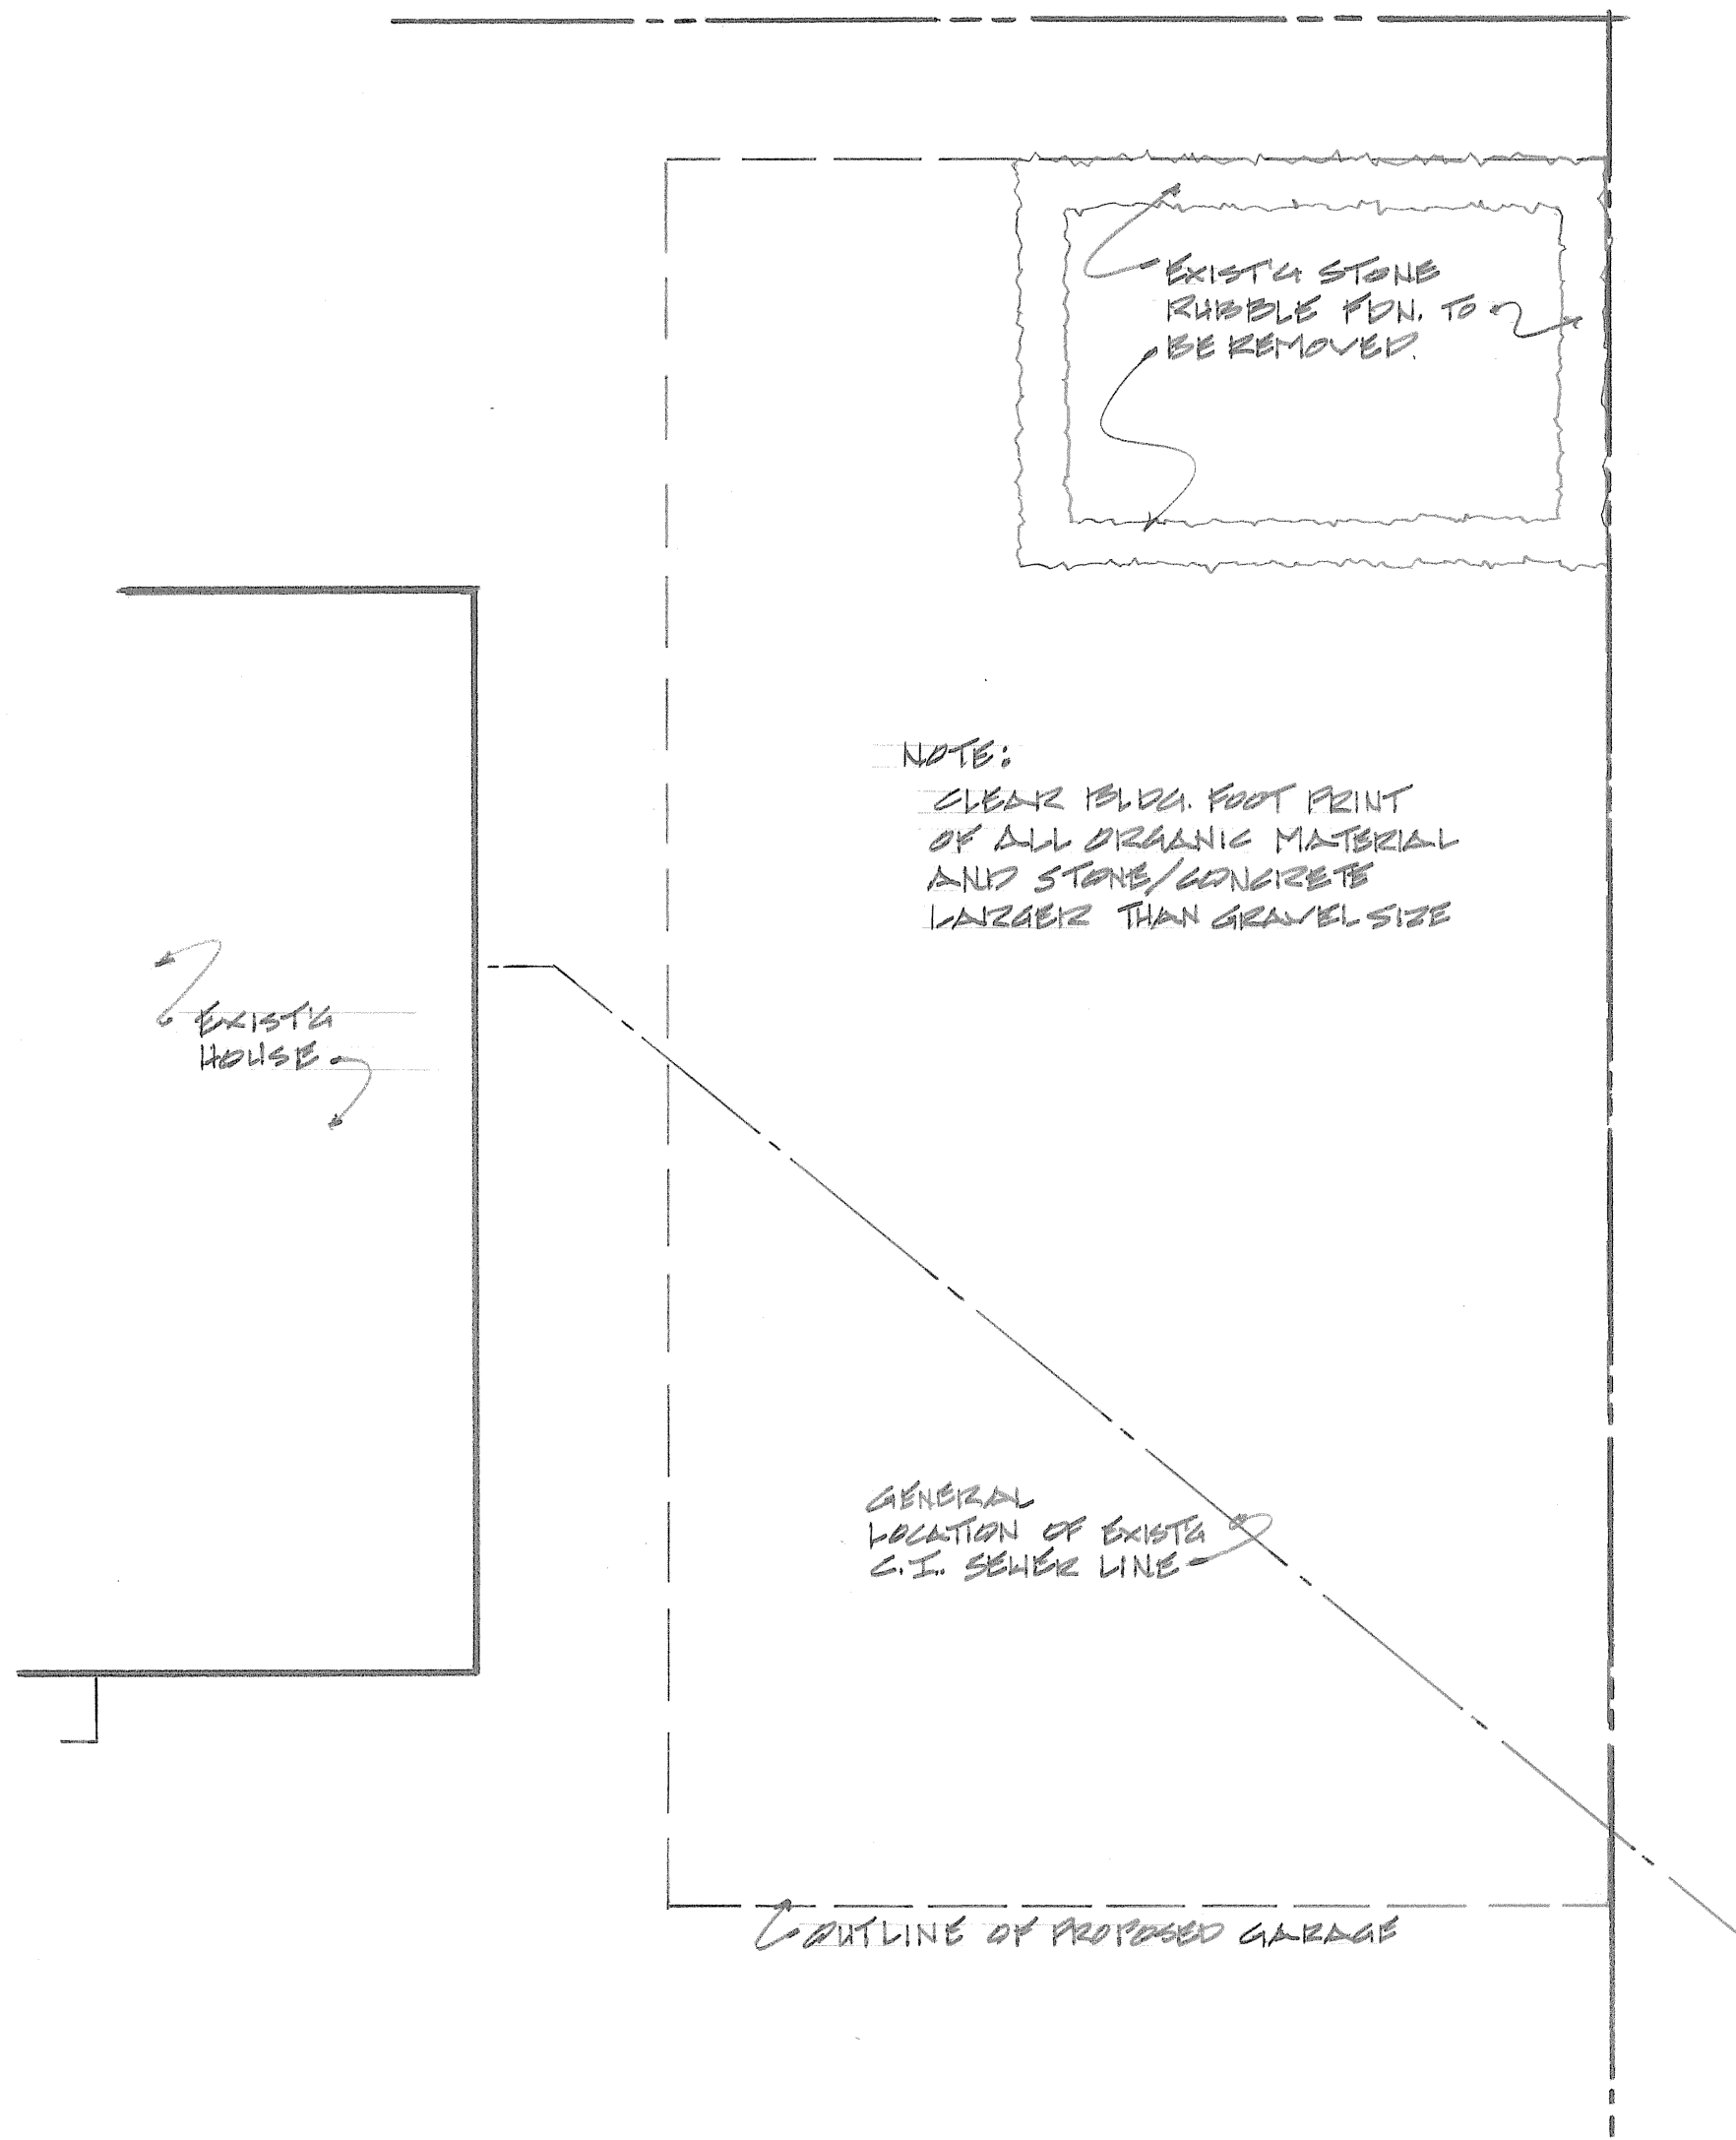 EXIST'G STONE
RUBBLE FDN. TO
BE REMOVED.
NOTE:
CLEAR BLDG. FOOT PRINT
OF ALL ORGANIC MATERIAL
AND STONE/CONCRETE
LARGER THAN GRAVEL SIZE
EXIST'G
HOUSE
GENERAL
LOCATION OF EXIST'G
C.I. SEWER LINE
OUTLINE OF PROPOSED GARAGE